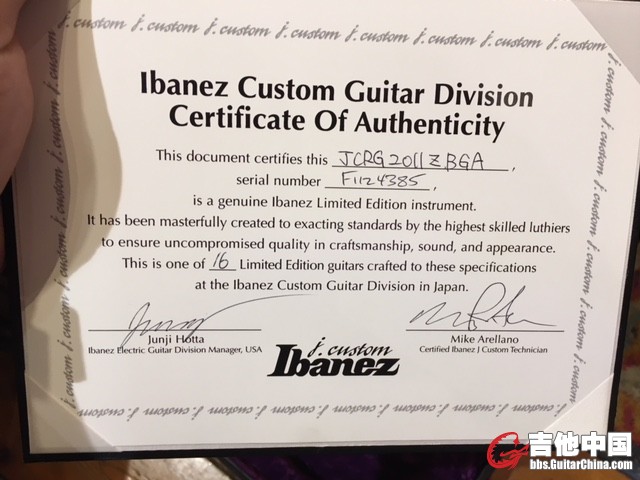 j. custom j. custom j. custom j. custom j. custom j. custom
Ibanez Custom Guitar Division
Certificate Of Authenticity
This document certifies this JCRG2011ZBGA,
serial number F1124385,
is a genuine Ibanez Limited Edition instrument.
It has been masterfully created to exacting standards by the highest skilled luthiers
to ensure uncompromised quality in craftsmanship, sound, and appearance.
This is one of 16 Limited Edition guitars crafted to these specifications
at the Ibanez Custom Guitar Division in Japan.
Junji Hotta
Ibanez Electric Guitar Division Manager, USA
Mike Arellano
Certified Ibanez J Custom Technician
j. custom
Ibanez
吉他中国
bbs.GuitarChina.com